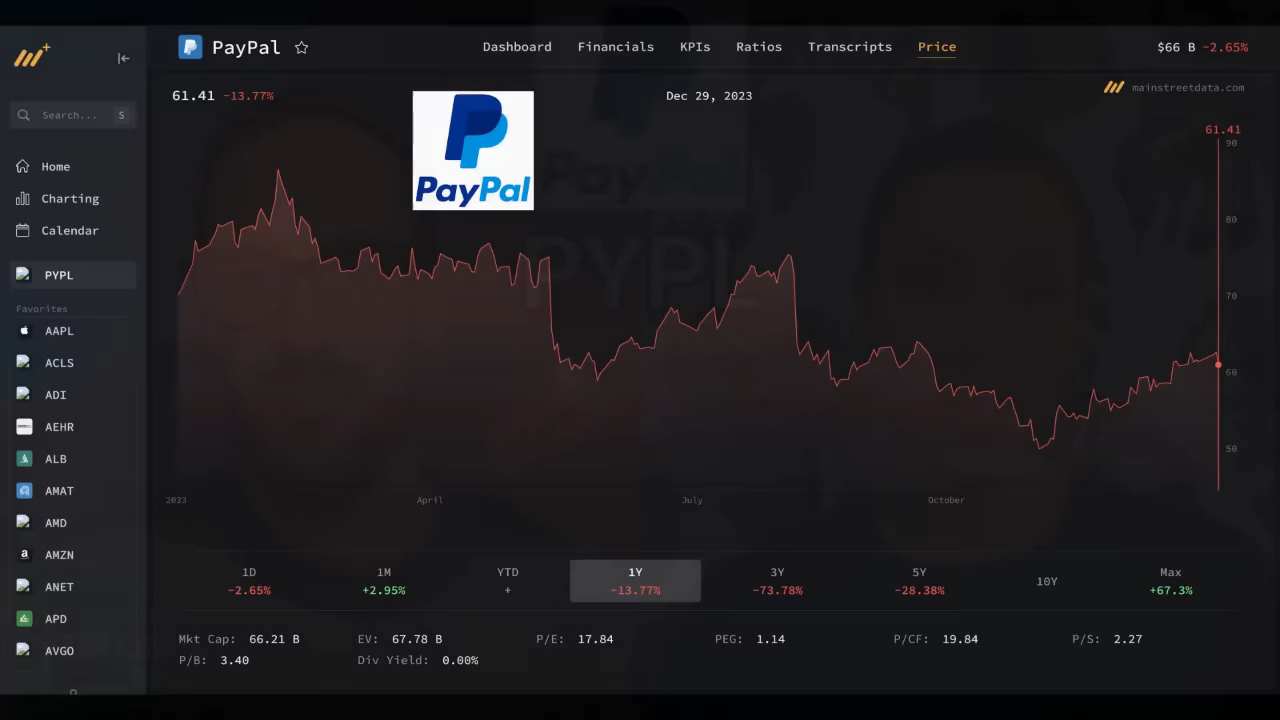 PayPal
Dashboard Financials KPIs Ratios Transcripts Price
$66 B -2.65%
Search... S
61.41 -13.77%
Dec 29, 2023
mainstreetdata.com
PayPal
PayPal
PYPL
61.41
90
80
70
60
50
Home
Charting
Calendar
PYPL
Favorites
AAPL
ACLS
ADI
AEHR
ALB
AMAT
AMD
AMZN
ANET
APD
AVGO
2023 April July October
1D 1M YTD 1Y 3Y 5Y 10Y Max
-2.65% +2.95% + -13.77% -73.78% -28.38% +67.3%
Mkt Cap: 66.21 B EV: 67.78 B P/E: 17.84 PEG: 1.14 P/CF: 19.84 P/S: 2.27
P/B: 3.40 Div Yield: 0.00%